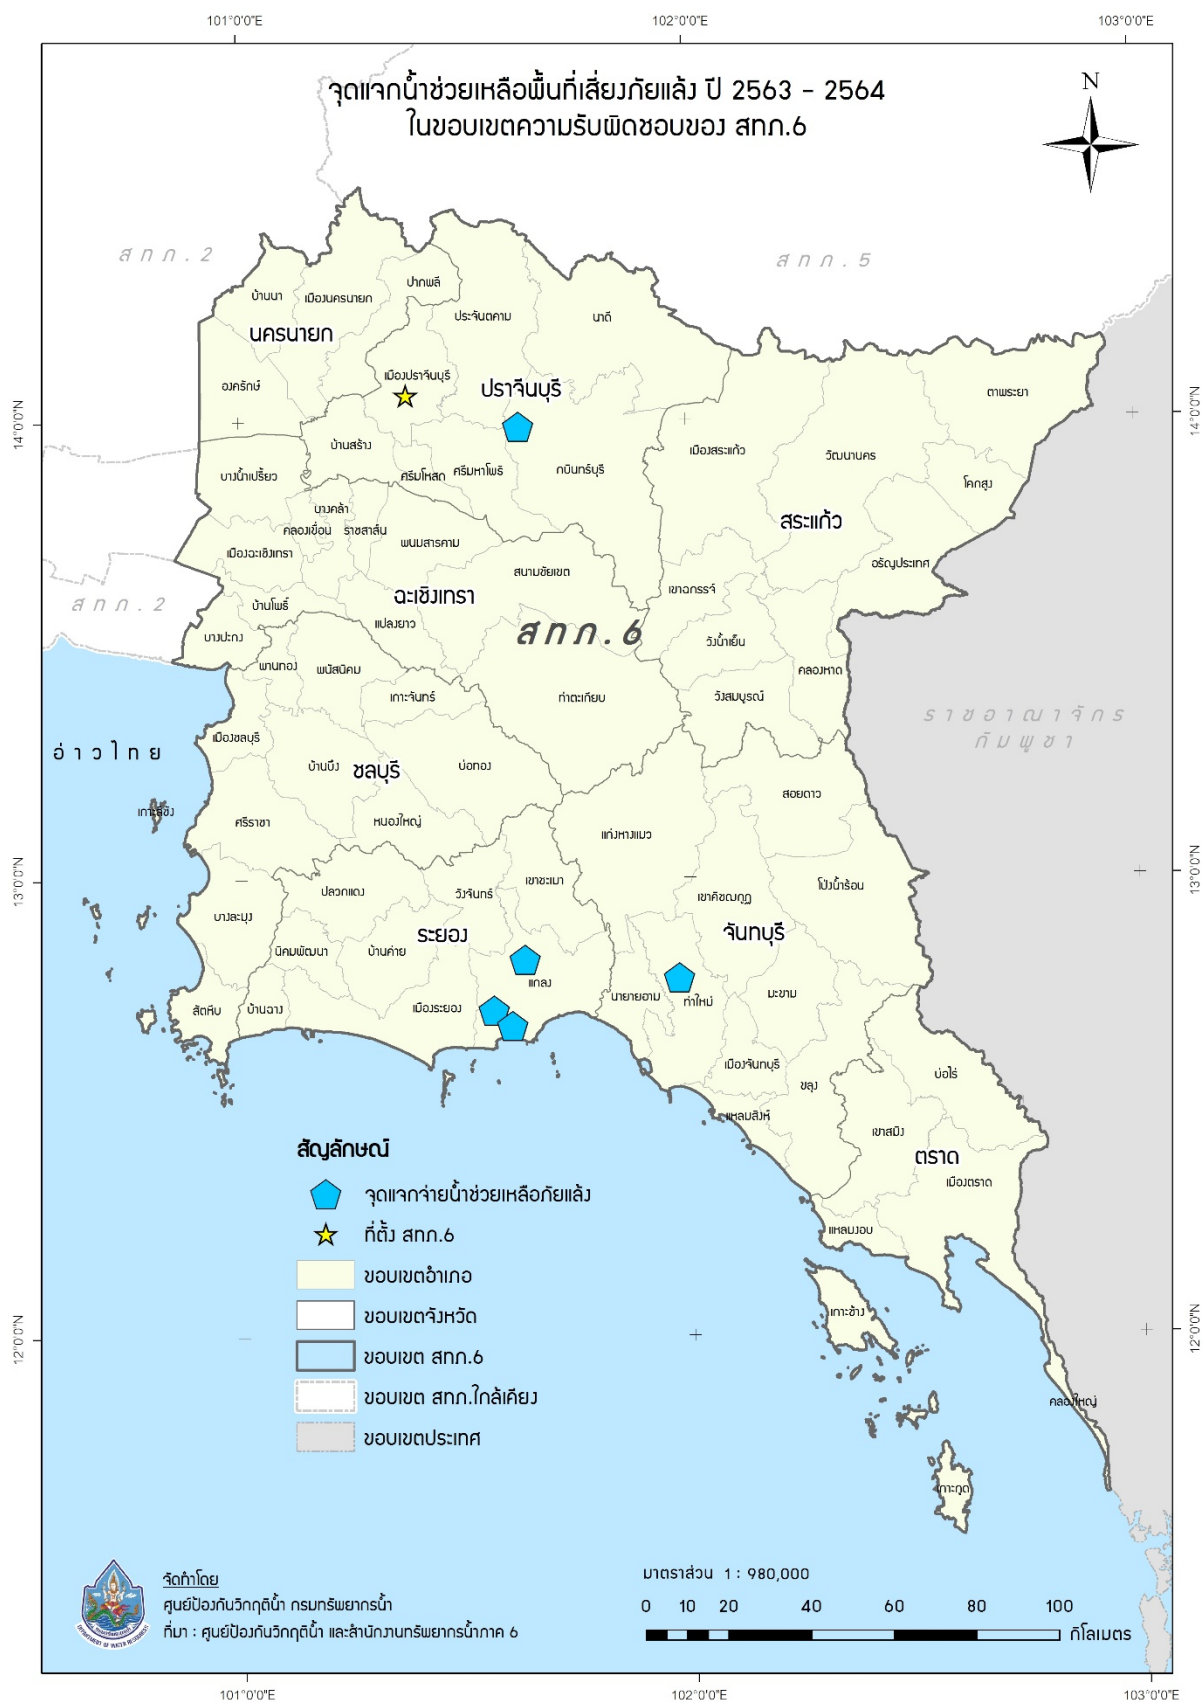 101°0'0"E 102°0'0"E 103°0'0"E
จุดแจกน้ำช่วยเหลือพื้นที่เสี่ยงภัยแล้ง ปี 2563 - 2564
ในขอบเขตความรับผิดชอบของ สทภ.6
N
สทภ.2
สทภ.5
ปากพลี
บ้านนา
เมืองนครนายก
ประจันตคาม
นาดี
นครนายก
องครักษ์
เมืองปราจีนบุรี
ปราจีนบุรี
ตาพระยา
14°0'0"N
14°0'0"N
บ้านสร้าง
เมืองสระแก้ว
วัฒนานคร
บางน้ำเปรี้ยว
ศรีมโหสถ
ศรีมหาโพธิ
กบินทร์บุรี
โคกสูง
บางคล้า
สระแก้ว
คลองเขื่อน
ราชสาส์น
พนมสารคาม
เมืองฉะเชิงเทรา
สนามชัยเขต
อรัญประเทศ
เขาฉกรรจ์
ฉะเชิงเทรา
สทภ.2
บ้านโพธิ์
แปลงยาว
สทภ.6
บางปะกง
วังน้ำเย็น
พานทอง
พนัสนิคม
คลองหาด
เกาะจันทร์
ท่าตะเกียบ
วังสมบูรณ์
ราชอาณาจักร
กัมพูชา
เมืองชลบุรี
อ่าวไทย
บ้านบึง
ชลบุรี
บ่อทอง
สอยดาว
เกาะสีชัง
ศรีราชา
หนองใหญ่
แก่งหางแมว
13°0'0"N
13°0'0"N
เขาชะเมา
ปลวกแดง
วังจันทร์
โป่งน้ำร้อน
เขาคิชฌกูฏ
บางละมุง
ระยอง
จันทบุรี
นิคมพัฒนา
บ้านค่าย
แกลง
นายายอาม
ท่าใหม่
มะขาม
สัตหีบ
บ้านฉาง
เมืองระยอง
เมืองจันทบุรี
ขลุง
บ่อไร่
แหลมสิงห์
เขาสมิง
ตราด
เมืองตราด
สัญลักษณ์
จุดแจกจ่ายน้ำช่วยเหลือภัยแล้ง
ที่ตั้ง สทภ.6
แหลมงอบ
ขอบเขตอำเภอ
ขอบเขตจังหวัด
เกาะช้าง
12°0'0"N
12°0'0"N
ขอบเขต สทภ.6
ขอบเขต สทภ.ใกล้เคียง
คลองใหญ่
ขอบเขตประเทศ
เกาะกูด
จัดทำโดย
ศูนย์ป้องกันวิกฤติน้ำ กรมทรัพยากรน้ำ
ที่มา : ศูนย์ป้องกันวิกฤติน้ำ และสำนักงานทรัพยากรน้ำภาค 6
DEPARTMENT OF WATER RESOURCES
มาตราส่วน 1 : 980,000
0 10 20 40 60 80 100
กิโลเมตร
101°0'0"E 102°0'0"E 103°0'0"E